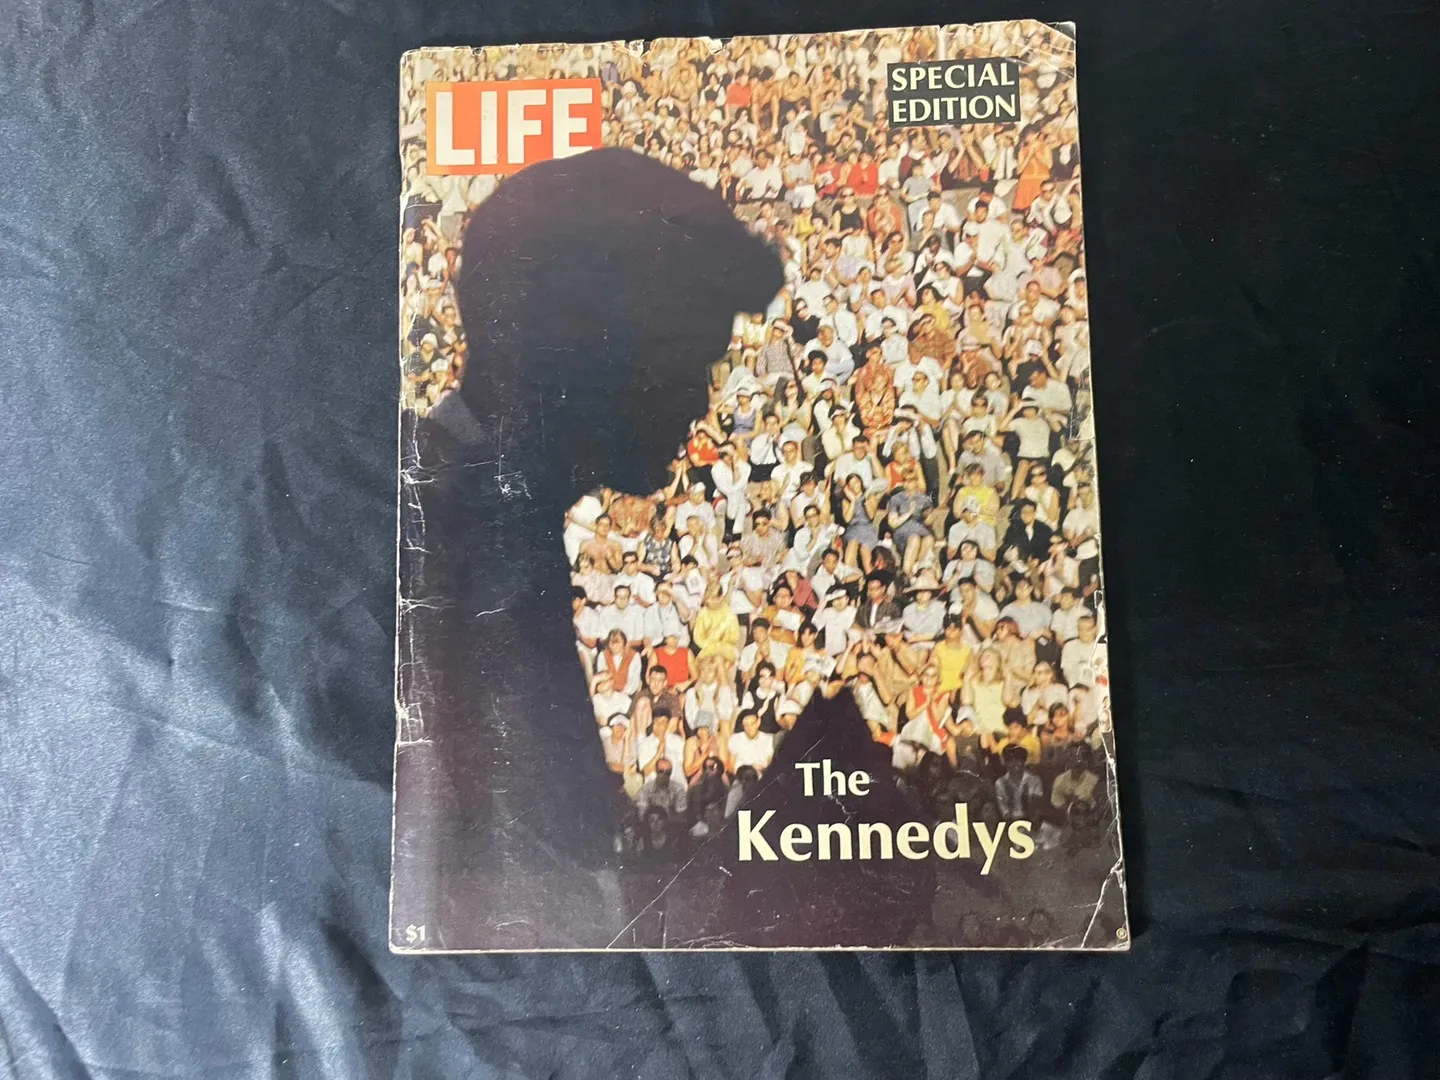 LIFE
SPECIAL
EDITION
The
Kennedys
$1
®